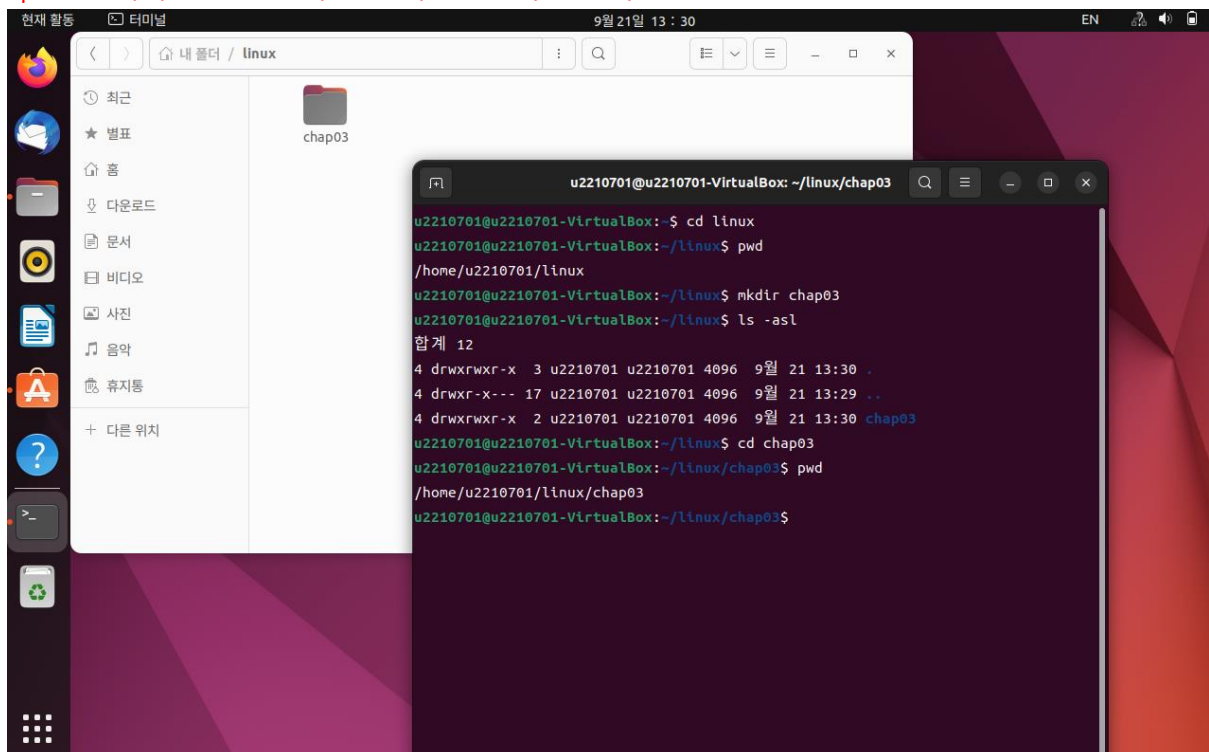 현재 활동 터미널 9월 21일 13 : 30 EN
내 폴더 / linux
최근
별표
홈
다운로드
문서
비디오
사진
음악
휴지통
+ 다른 위치
chap03
u2210701@u2210701-VirtualBox: ~/linux/chap03
u2210701@u2210701-VirtualBox:~$ cd linux
u2210701@u2210701-VirtualBox:~/linux$ pwd
/home/u2210701/linux
u2210701@u2210701-VirtualBox:~/linux$ mkdir chap03
u2210701@u2210701-VirtualBox:~/linux$ ls -asl
합계 12
4 drwxrwxr-x  3 u2210701 u2210701 4096  9월 21 13:30 .
4 drwxr-x--- 17 u2210701 u2210701 4096  9월 21 13:29 ..
4 drwxrwxr-x  2 u2210701 u2210701 4096  9월 21 13:30 chap03
u2210701@u2210701-VirtualBox:~/linux$ cd chap03
u2210701@u2210701-VirtualBox:~/linux/chap03$ pwd
/home/u2210701/linux/chap03
u2210701@u2210701-VirtualBox:~/linux/chap03$